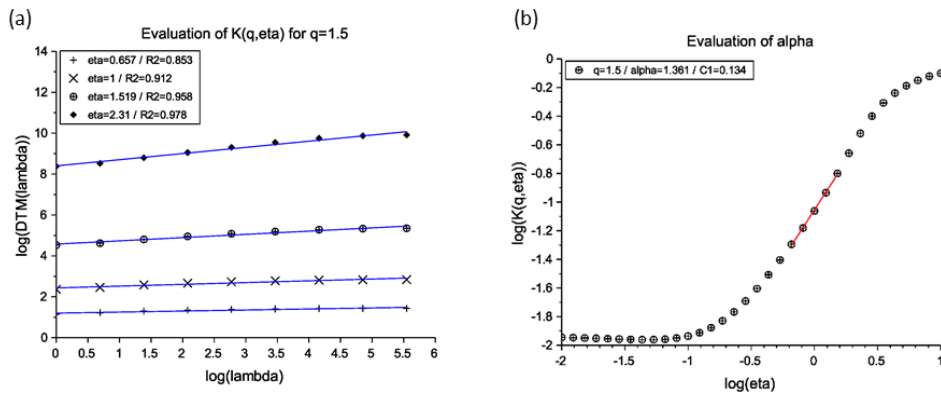 (a)
Evaluation of K(q,eta) for q=1.5
eta=0.657 / R2=0.853
eta=1 / R2=0.912
eta=1.519 / R2=0.958
eta=2.31 / R2=0.978
log(DTM(lambda))
14
12
10
8
6
4
2
0
0 0.5 1 1.5 2 2.5 3 3.5 4 4.5 5 5.5 6
log(lambda)
(b)
Evaluation of alpha
q=1.5 / alpha=1.361 / C1=0.134
log(K(q,eta))
0
-0.2
-0.4
-0.6
-0.8
-1
-1.2
-1.4
-1.6
-1.8
-2
-2 -1.5 -1 -0.5 0 0.5 1
log(eta)